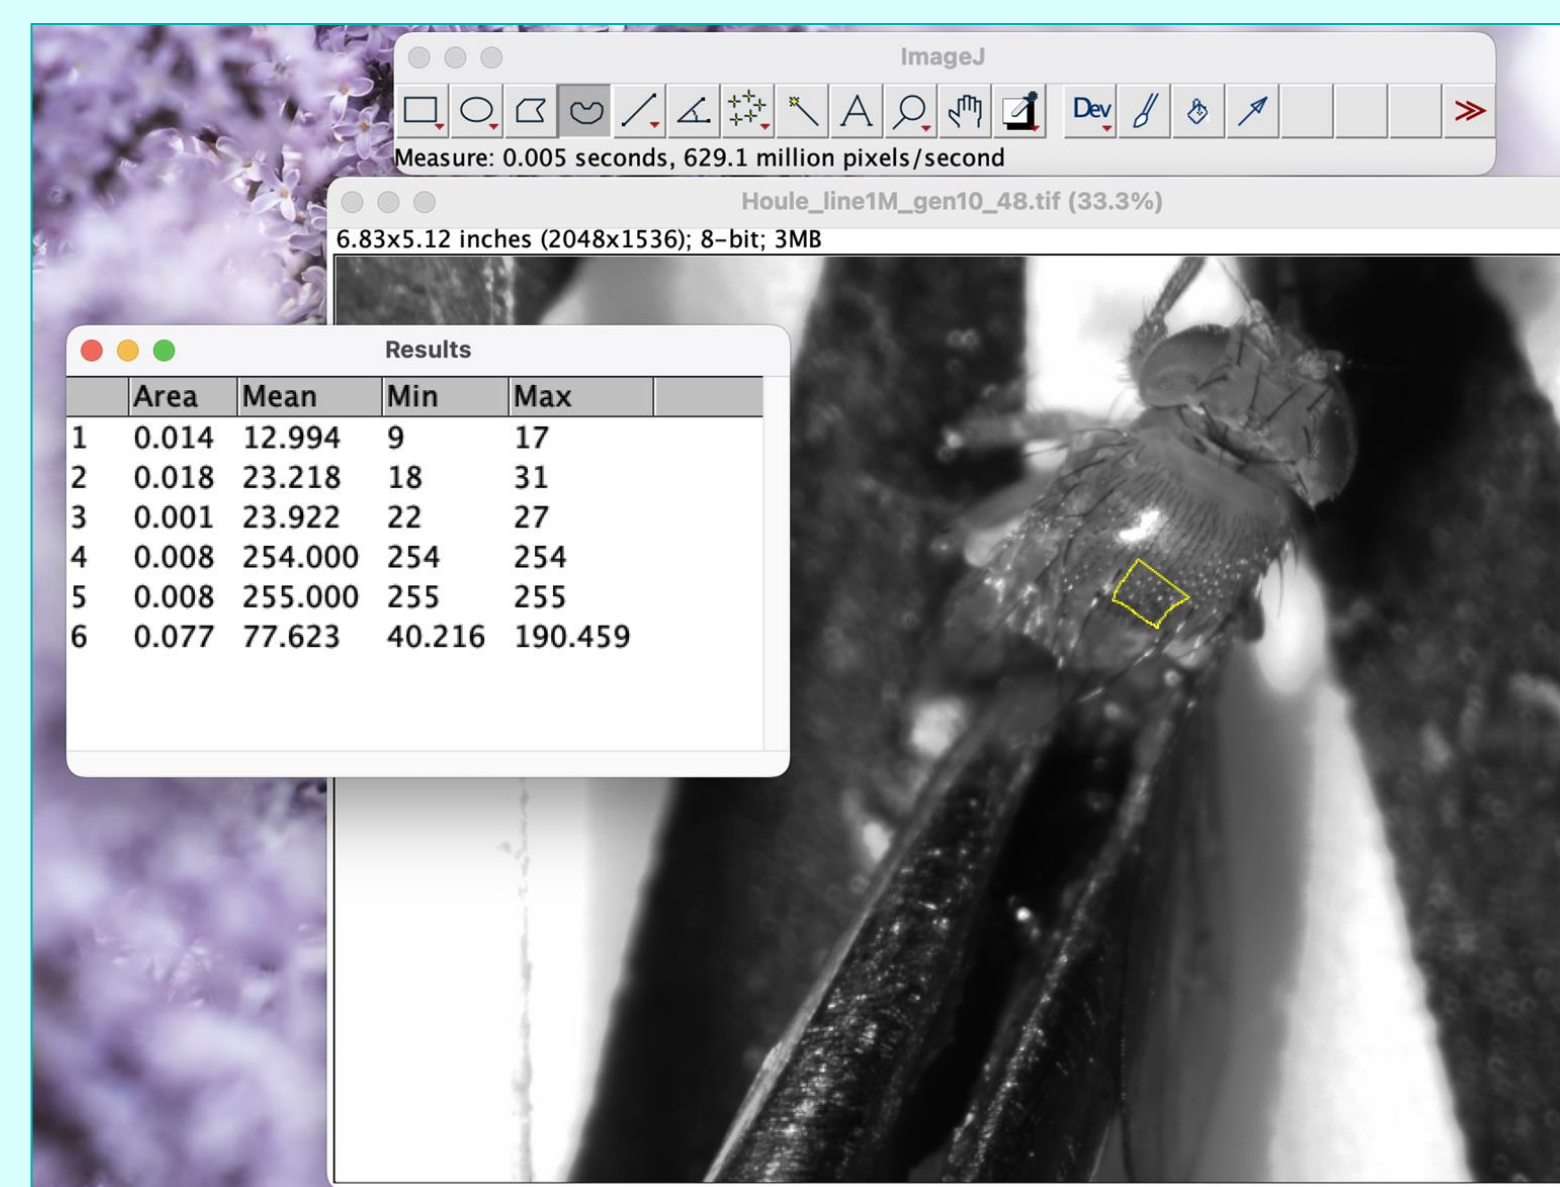 ImageJ
A Dev
Measure: 0.005 seconds, 629.1 million pixels/second
Houle_line1M_gen10_48.tif (33.3%)
6.83x5.12 inches (2048x1536); 8-bit; 3MB
Results
Area Mean Min Max
1 0.014 12.994 9 17
2 0.018 23.218 18 31
3 0.001 23.922 22 27
4 0.008 254.000 254 254
5 0.008 255.000 255 255
6 0.077 77.623 40.216 190.459